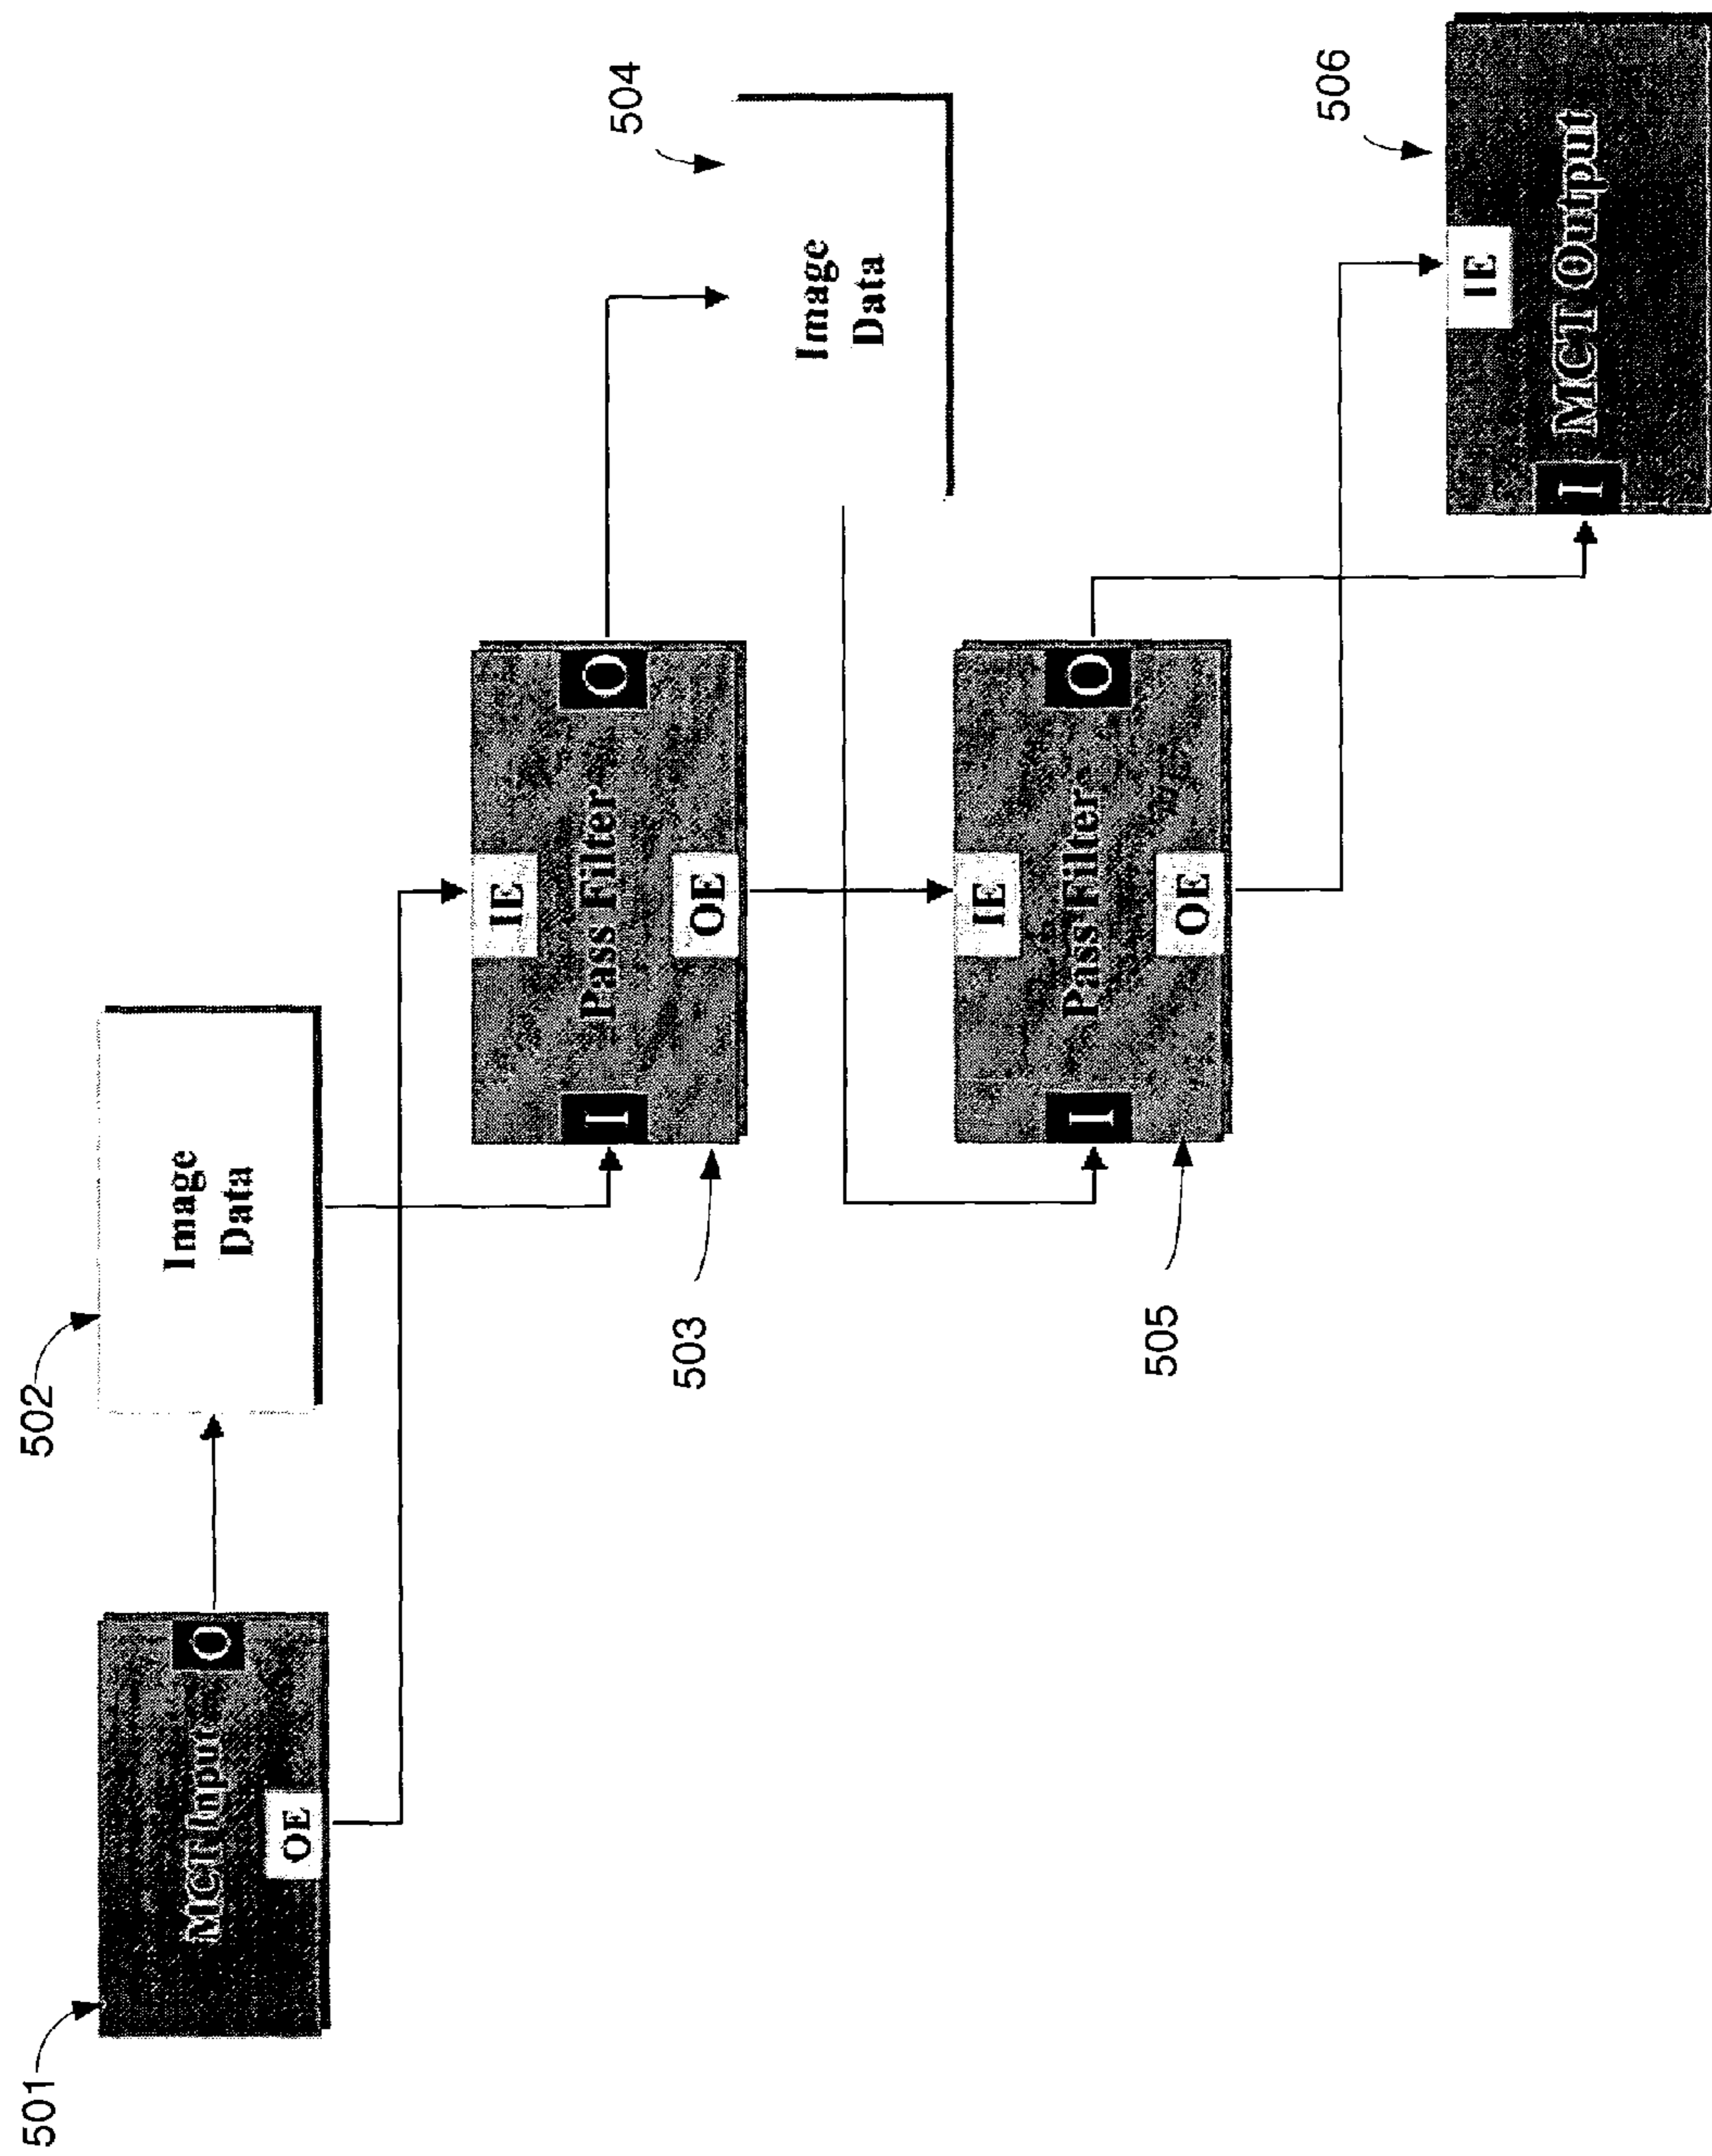 501
MCT Input
O
OE
502
Image
Data
IE
I
Pass Filter
O
OE
503
504
Image
Data
IE
I
Pass Filter
O
OE
505
506
IE
I
MCT Output